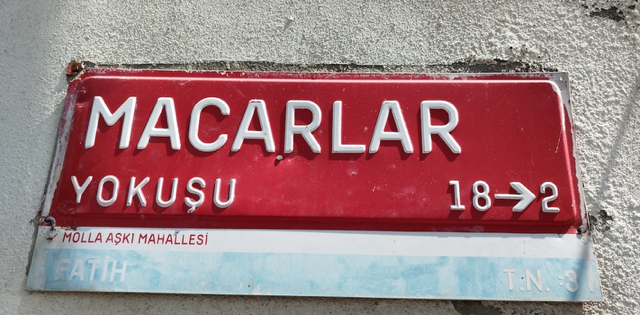 MACARLAR
YOKUŞU 18→2
MOLLA AŞKI MAHALLESİ
FATİH T.N.